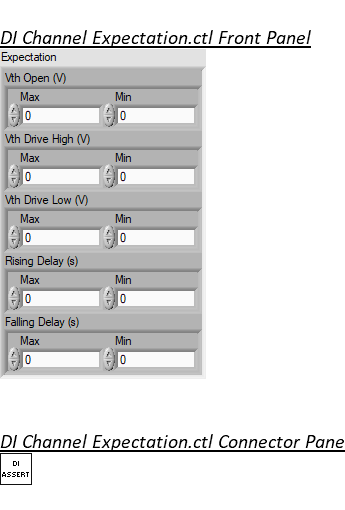 DI Channel Expectation.ctl Front Panel
Expectation
Vth Open (V)
Max Min
0 0
Vth Drive High (V)
Max Min
0 0
Vth Drive Low (V)
Max Min
0 0
Rising Delay (s)
Max Min
0 0
Falling Delay (s)
Max Min
0 0
DI Channel Expectation.ctl Connector Pane
DI
ASSERT